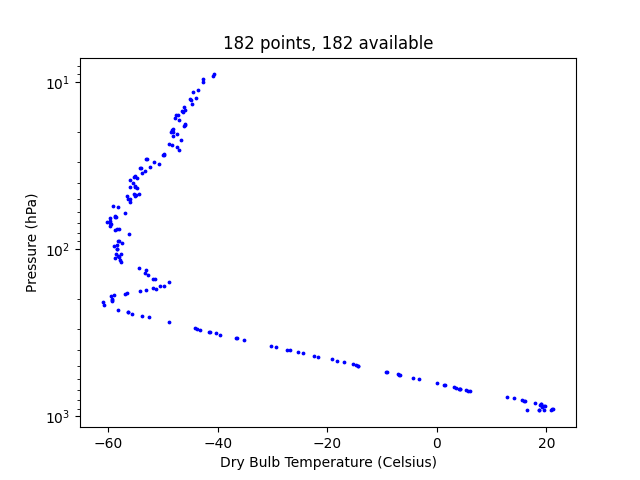 182 points, 182 available
10¹
10²
10³
Pressure (hPa)
−60 −40 −20 0 20
Dry Bulb Temperature (Celsius)